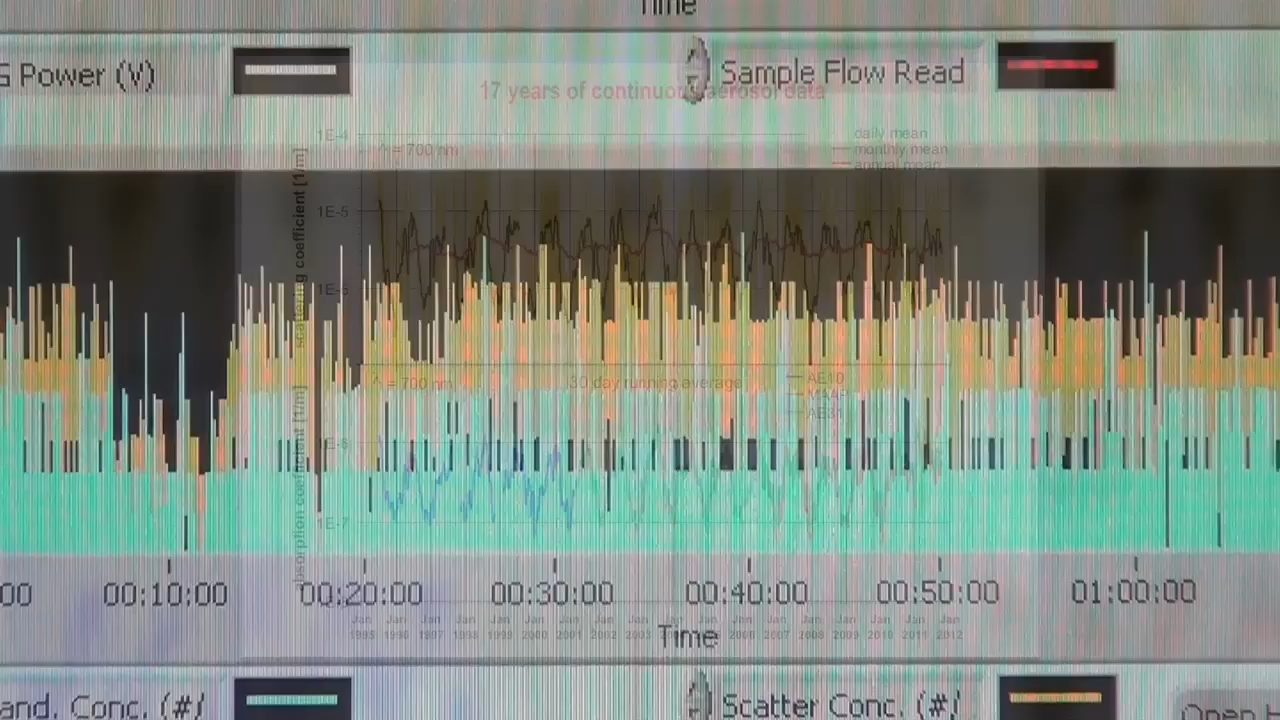 Time
G Power (V)
Sample Flow Read
17 years of continuous aerosol data
1E-4
λ = 700 nm
daily mean
monthly mean
annual mean
scattering coefficient [1/m]
1E-5
1E-6
λ = 700 nm
30 day running average
AE10
MAAP
AE31
absorption coefficient [1/m]
1E-6
1E-7
00 00:10:00 00:20:00 00:30:00 00:40:00 00:50:00 01:00:00
Jan Jan Jan Jan Jan Jan Jan Jan Jan Jan Jan Jan Jan Jan Jan Jan
1995 1996 1997 1998 1999 2000 2001 2002 2003 2006 2007 2008 2009 2010 2011 2012
Time
and. Conc. (#/
Scatter Conc. (#/
Open H